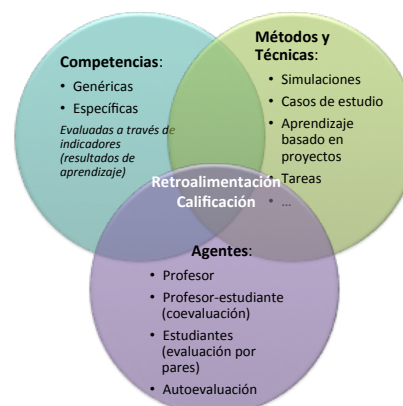 Competencias:
• Genéricas
• Específicas
Evaluadas a través de
indicadores
(resultados de
aprendizaje)
Métodos y
Técnicas:
• Simulaciones
• Casos de estudio
• Aprendizaje
basado en
proyectos
• Tareas
• ...
Retroalimentación
Calificación
Agentes:
• Profesor
• Profesor-estudiante
(coevaluación)
• Estudiantes
(evaluación por
pares)
• Autoevaluación